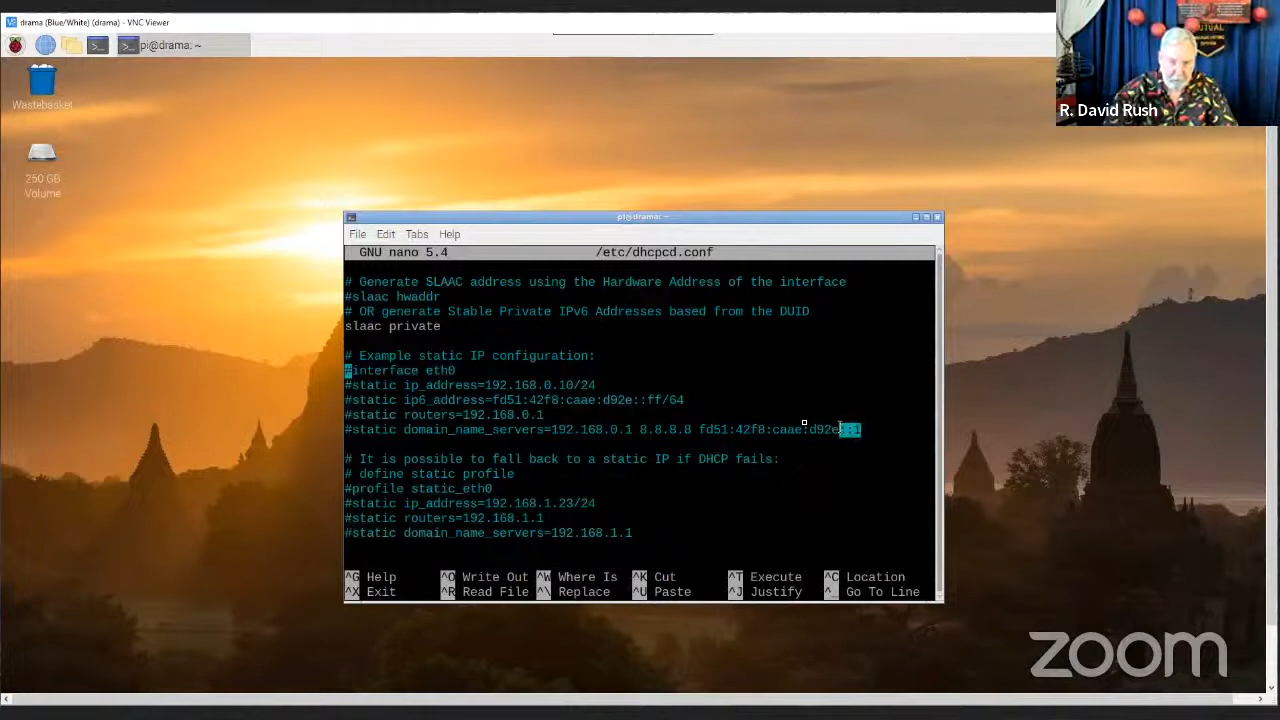 drama (Blue/White) (drama) - VNC Viewer
pi@drama: ~
Wastebasket
250 GB
Volume
R. David Rush
pi@drama: ~
File Edit Tabs Help
GNU nano 5.4 /etc/dhcpcd.conf
# Generate SLAAC address using the Hardware Address of the interface
#slaac hwaddr
# OR generate Stable Private IPv6 Addresses based from the DUID
slaac private
# Example static IP configuration:
#interface eth0
#static ip_address=192.168.0.10/24
#static ip6_address=fd51:42f8:caae:d92e::ff/64
#static routers=192.168.0.1
#static domain_name_servers=192.168.0.1 8.8.8.8 fd51:42f8:caae:d92e::1
# It is possible to fall back to a static IP if DHCP fails:
# define static profile
#profile static_eth0
#static ip_address=192.168.1.23/24
#static routers=192.168.1.1
#static domain_name_servers=192.168.1.1
^G Help ^O Write Out ^W Where Is ^K Cut ^T Execute ^C Location
^X Exit ^R Read File ^\ Replace ^U Paste ^J Justify ^_ Go To Line
zoom